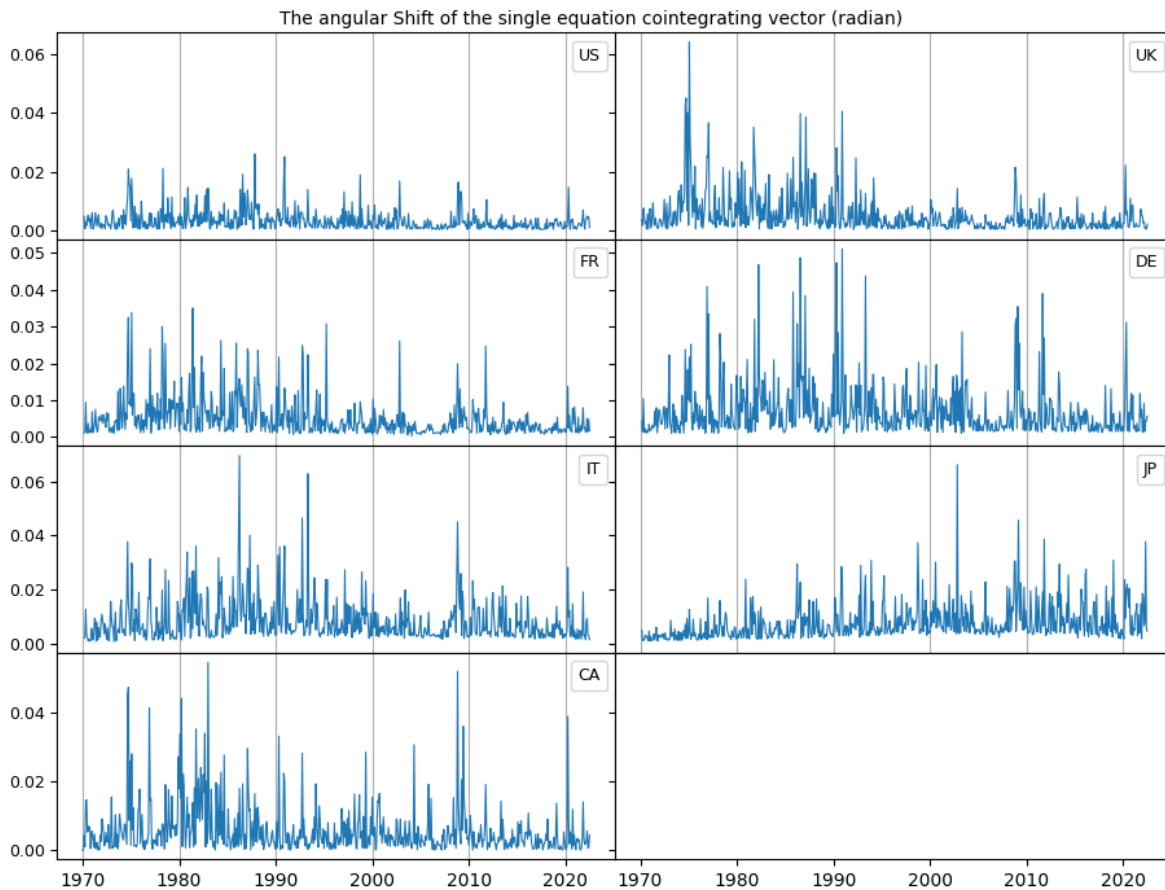 The angular Shift of the single equation cointegrating vector (radian)
0.06
0.04
0.02
0.00
US
UK
0.05
0.04
0.03
0.02
0.01
0.00
FR
DE
0.06
0.04
0.02
0.00
IT
JP
0.04
0.02
0.00
CA
1970 1980 1990 2000 2010 2020 1970 1980 1990 2000 2010 2020